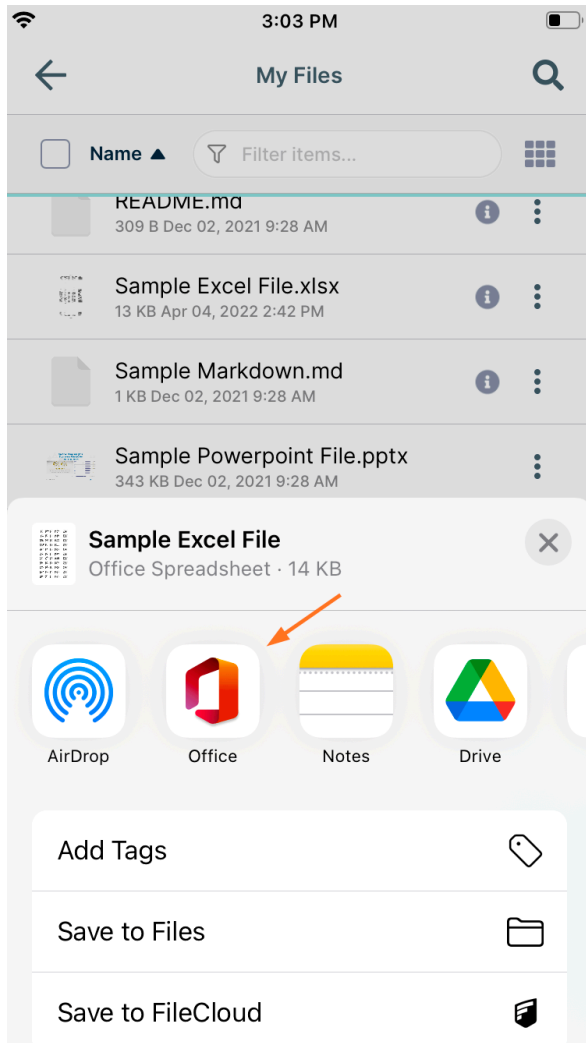 3:03 PM
My Files
Name ▲ Filter items...
README.md
309 B Dec 02, 2021 9:28 AM
Sample Excel File.xlsx
13 KB Apr 04, 2022 2:42 PM
Sample Markdown.md
1 KB Dec 02, 2021 9:28 AM
Sample Powerpoint File.pptx
343 KB Dec 02, 2021 9:28 AM
Sample Excel File
Office Spreadsheet · 14 KB
AirDrop Office Notes Drive
Add Tags
Save to Files
Save to FileCloud